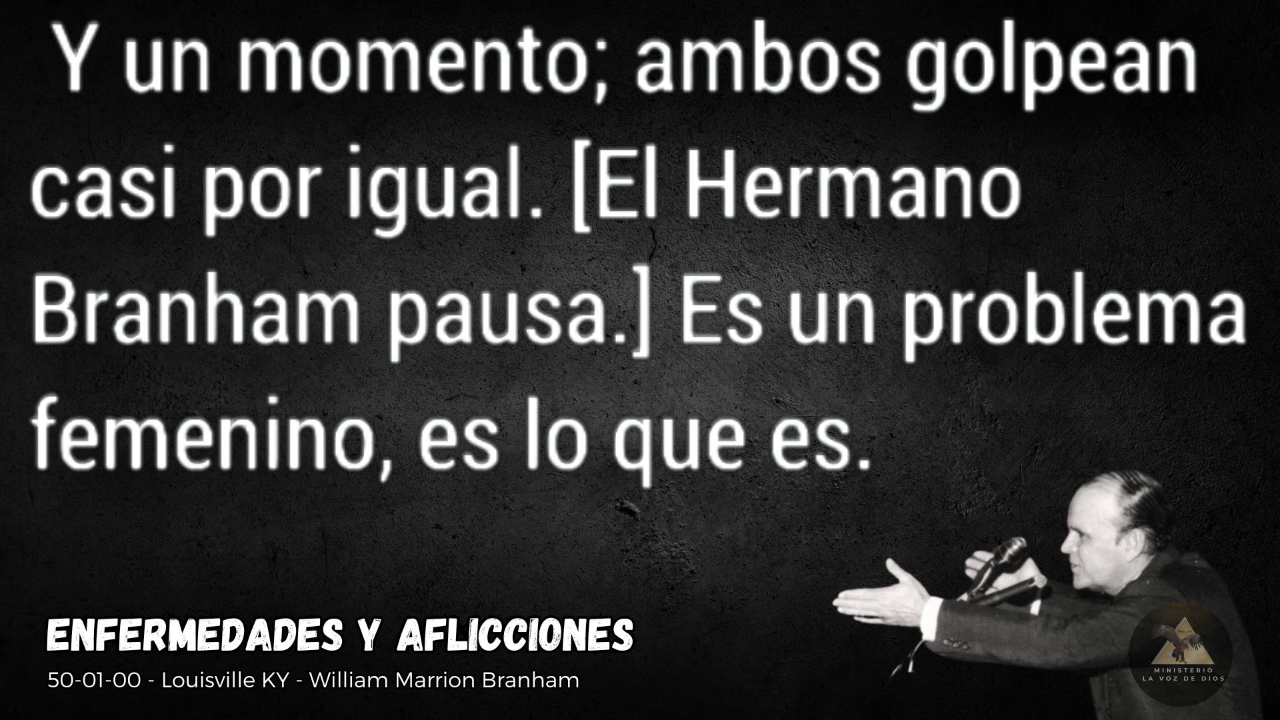 Y un momento; ambos golpean
casi por igual. [El Hermano
Branham pausa.] Es un problema
femenino, es lo que es.
ENFERMEDADES Y AFLICCIONES
50-01-00 - Louisville KY - William Marrion Branham
MINISTERIO
LA VOZ DE DIOS